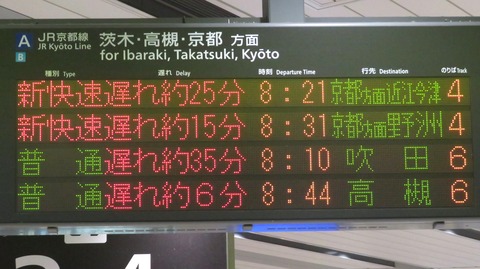 A JR京都線 茨木・高槻・京都 方面
B JR Kyōto Line for Ibaraki, Takatsuki, Kyōto
種別 Type 遅れ Delay 時刻 Departure Time 行先 Destination のりば Track
新快速 遅れ約25分 8:21 京都方面近江今津 4
新快速 遅れ約15分 8:31 京都方面野洲 4
普通 遅れ約35分 8:10 吹田 6
普通 遅れ約6分 8:44 高槻 6